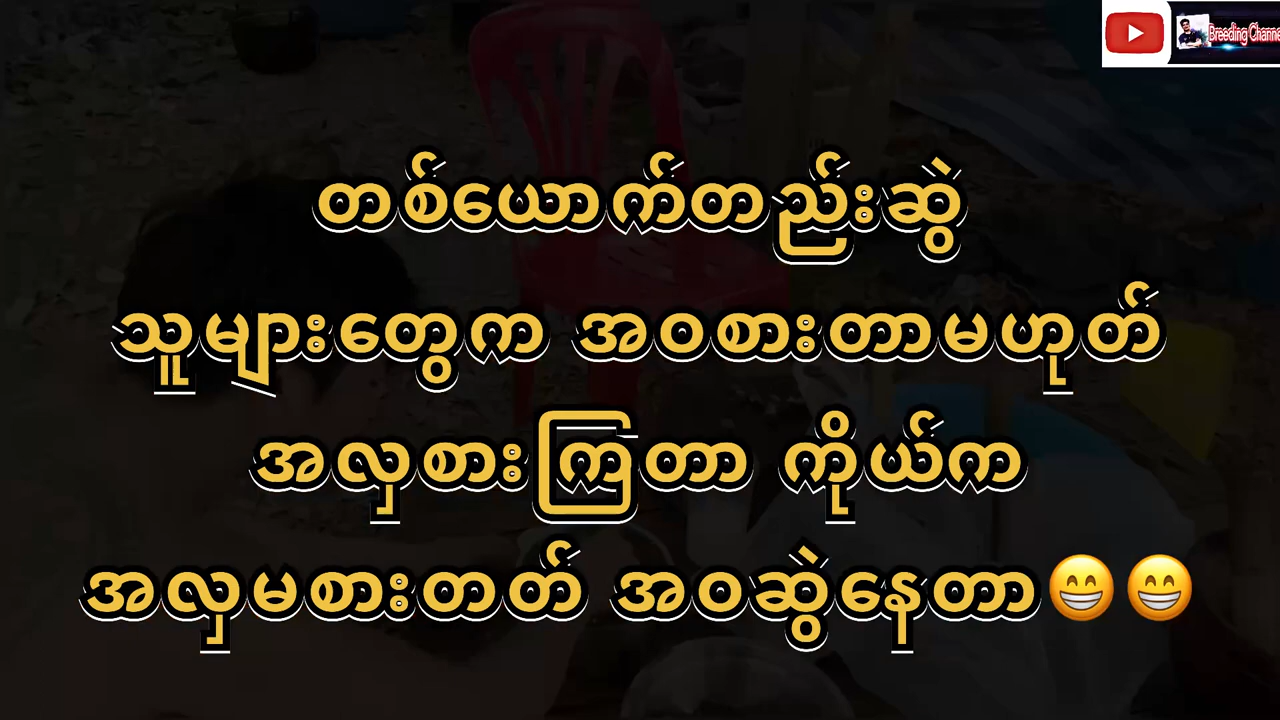 Breeding Channe
တစ်ယောက်တည်းဆွဲ
သူများတွေက အဝစားတာမဟုတ်
အလှစားကြတာ ကိုယ်က
အလှမစားတတ် အဝဆွဲနေတာ😁😁